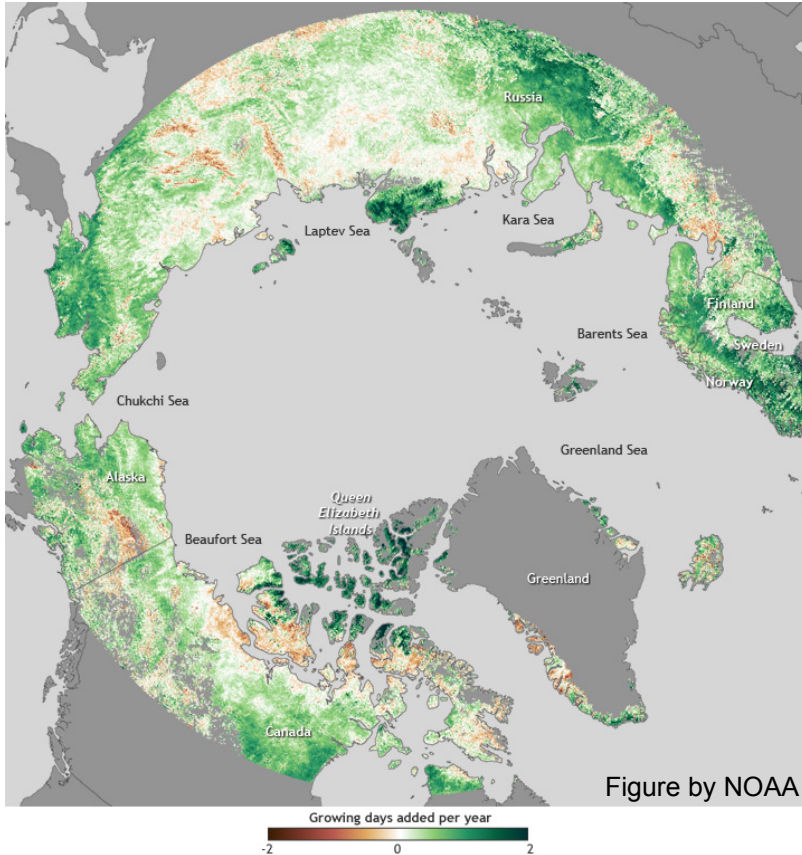 Russia
Laptev Sea
Kara Sea
Finland
Barents Sea
Sweden
Norway
Chukchi Sea
Greenland Sea
Alaska
Queen
Elizabeth
Islands
Beaufort Sea
Greenland
Canada
Figure by NOAA
Growing days added per year
-2
0
2